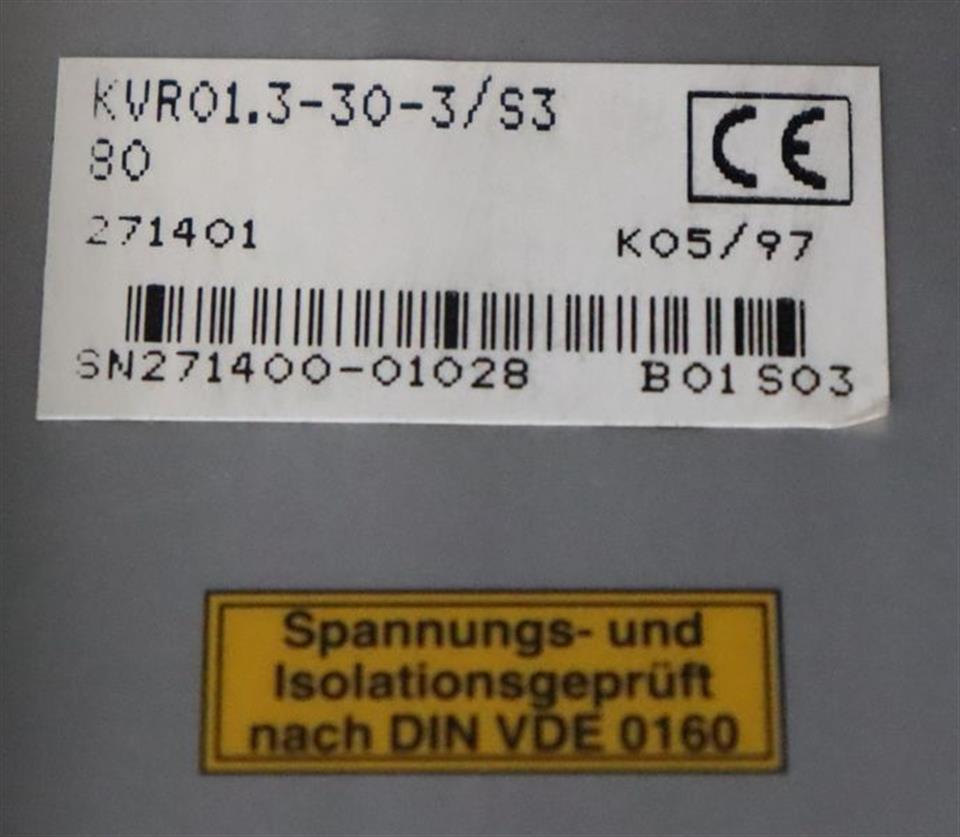 KVR01.3-30-3/S3
80
CE
271401
K05/97
SN271400-01028
B01 S03
Spannungs- und
Isolationsgeprüft
nach DIN VDE 0160